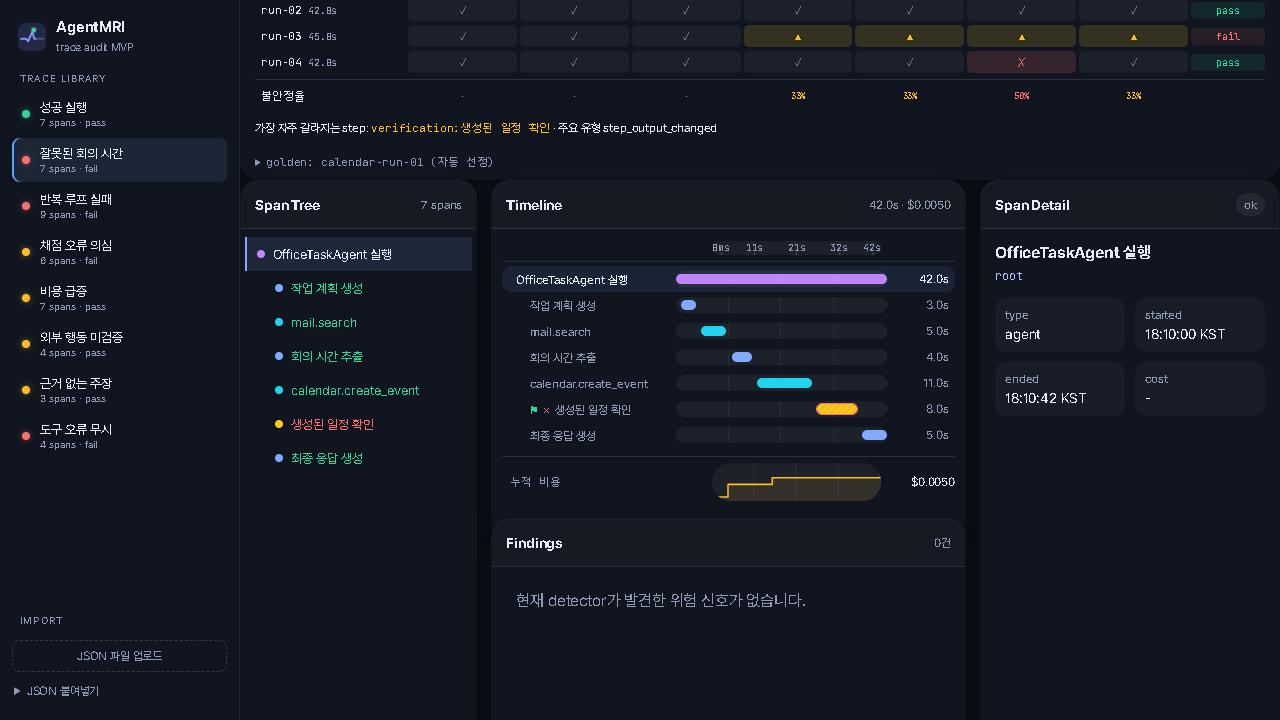 AgentMRI
trace audit MVP
TRACE LIBRARY
성공 실행
7 spans · pass
잘못된 회의 시간
7 spans · fail
반복 루프 실패
9 spans · fail
채점 오류 의심
6 spans · fail
비용 급증
7 spans · pass
외부 행동 미검증
4 spans · pass
근거 없는 주장
3 spans · pass
도구 오류 무시
4 spans · fail
IMPORT
JSON 파일 업로드
▶ JSON 붙여넣기
run-02 42.0s ✓ ✓ ✓ ✓ ✓ ✓ ✓ pass
run-03 45.0s ✓ ✓ ✓ ▲ ▲ ▲ ▲ fail
run-04 42.0s ✓ ✓ ✓ ✓ ✓ ✗ ✓ pass
불안정율 · · · 33% 33% 50% 33%
가장 자주 갈라지는 step: verification: 생성된 일정 확인 · 주요 유형 step_output_changed
▶ golden: calendar-run-01 (자동 선정)
Span Tree 7 spans
OfficeTaskAgent 실행
작업 계획 생성
mail.search
회의 시간 추출
calendar.create_event
생성된 일정 확인
최종 응답 생성
Timeline 42.0s · $0.0050
11s 21s 32s 42s
OfficeTaskAgent 실행 42.0s
작업 계획 생성 3.0s
mail.search 5.0s
회의 시간 추출 4.0s
calendar.create_event 11.0s
⚑ × 생성된 일정 확인 8.0s
최종 응답 생성 5.0s
누적 비용 $0.0050
Findings 0건
현재 detector가 발견한 위험 신호가 없습니다.
Span Detail ok
OfficeTaskAgent 실행
root
type
agent
started
18:10:00 KST
ended
18:10:42 KST
cost
-